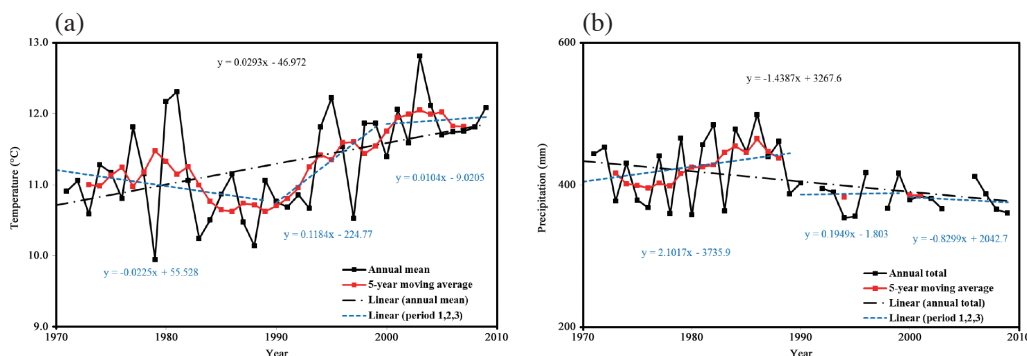 (a)
13.0
12.0
11.0
10.0
9.0
Temperature (°C)
y = 0.0293x - 46.972
y = 0.0104x - 9.0205
y = 0.1184x - 224.77
y = -0.0225x + 55.528
Annual mean
5-year moving average
Linear (annual mean)
Linear (period 1,2,3)
1970 1980 1990 2000 2010
Year
(b)
600
400
200
Precipitation (mm)
y = -1.4387x + 3267.6
y = 0.1949x - 1.803
y = -0.8299x + 2042.7
y = 2.1017x - 3735.9
Annual total
5-year moving average
Linear (annual total)
Linear (period 1,2,3)
1970 1980 1990 2000 2010
Year